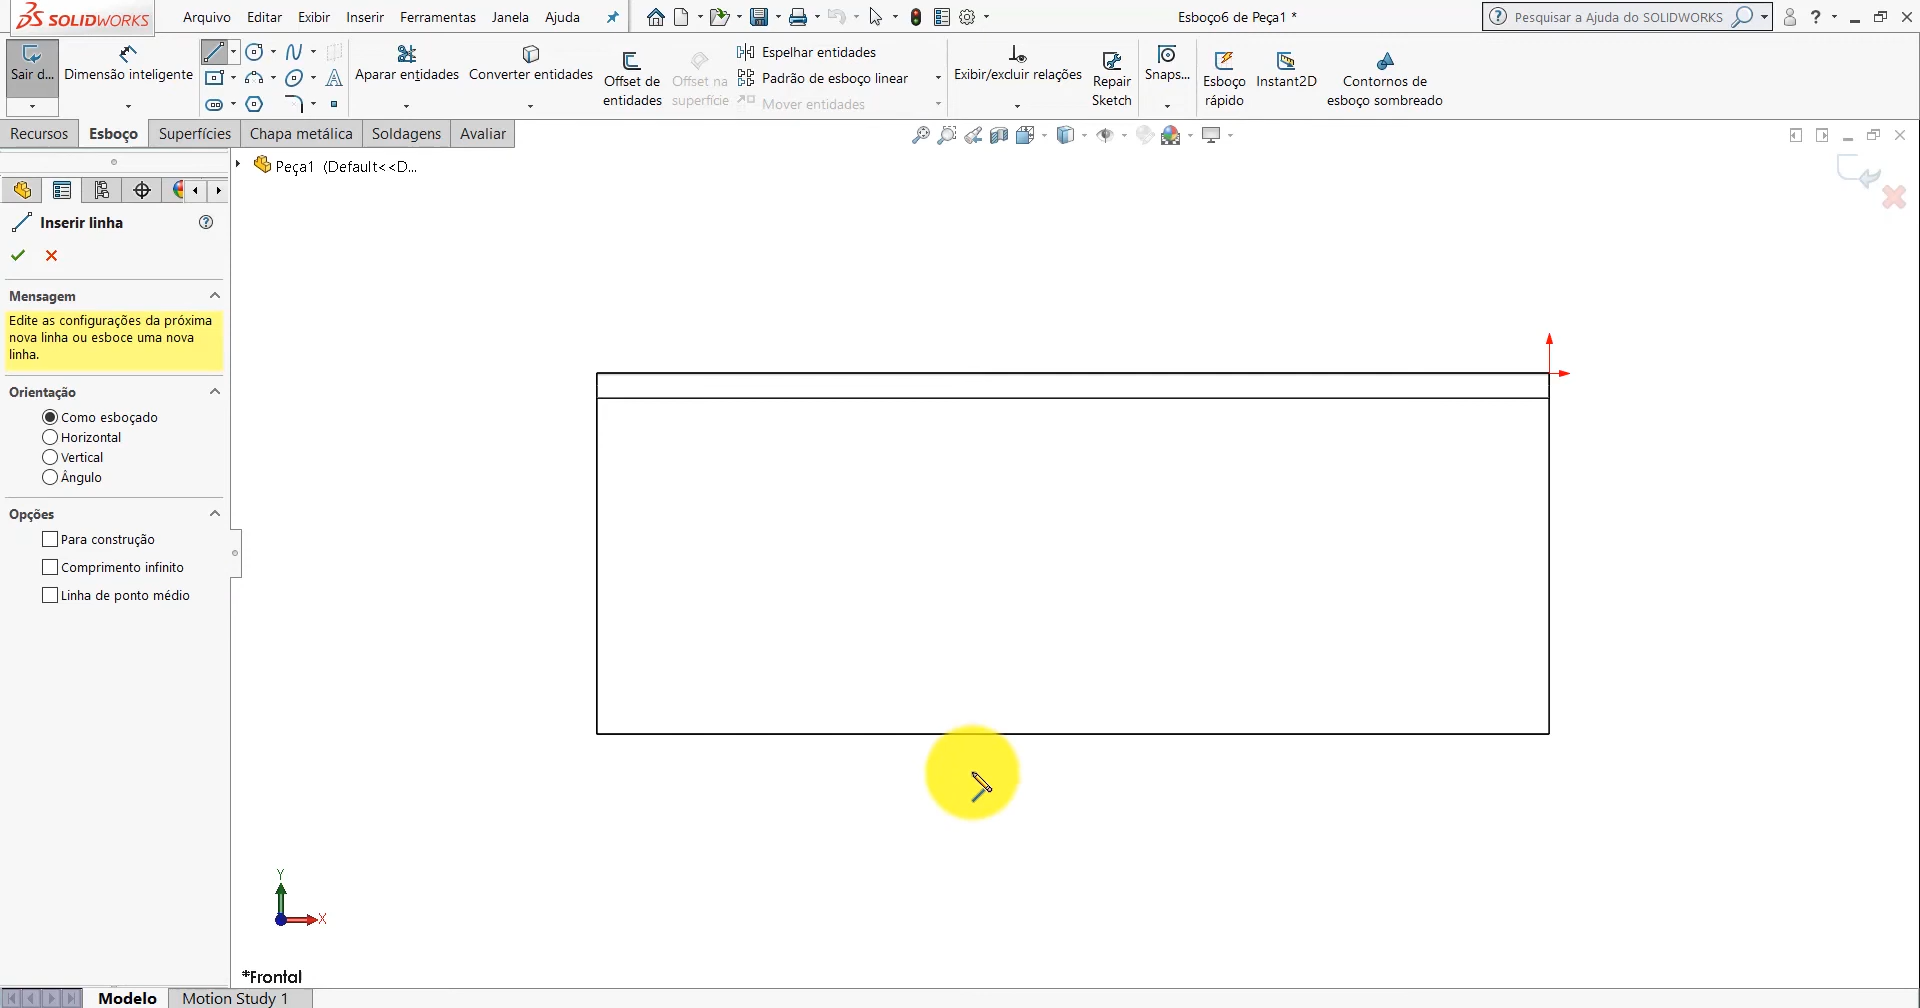 SOLIDWORKS
Arquivo Editar Exibir Inserir Ferramentas Janela Ajuda
Esboço6 de Peça1 *
Pesquisar a Ajuda do SOLIDWORKS
?
Sair d...
Dimensão inteligente
Aparar entidades
Converter entidades
Offset de
entidades
Offset na
superfície
Espelhar entidades
Padrão de esboço linear
Mover entidades
Exibir/excluir relações
Repair
Sketch
Snaps...
Esboço
rápido
Instant2D
Contornos de
esboço sombreado
Recursos Esboço Superfícies Chapa metálica Soldagens Avaliar
Peça1 (Default<<D...
Inserir linha
Mensagem
Edite as configurações da próxima
nova linha ou esboce uma nova
linha.
Orientação
Como esboçado
Horizontal
Vertical
Ângulo
Opções
Para construção
Comprimento infinito
Linha de ponto médio
Y
X
*Frontal
Modelo Motion Study 1